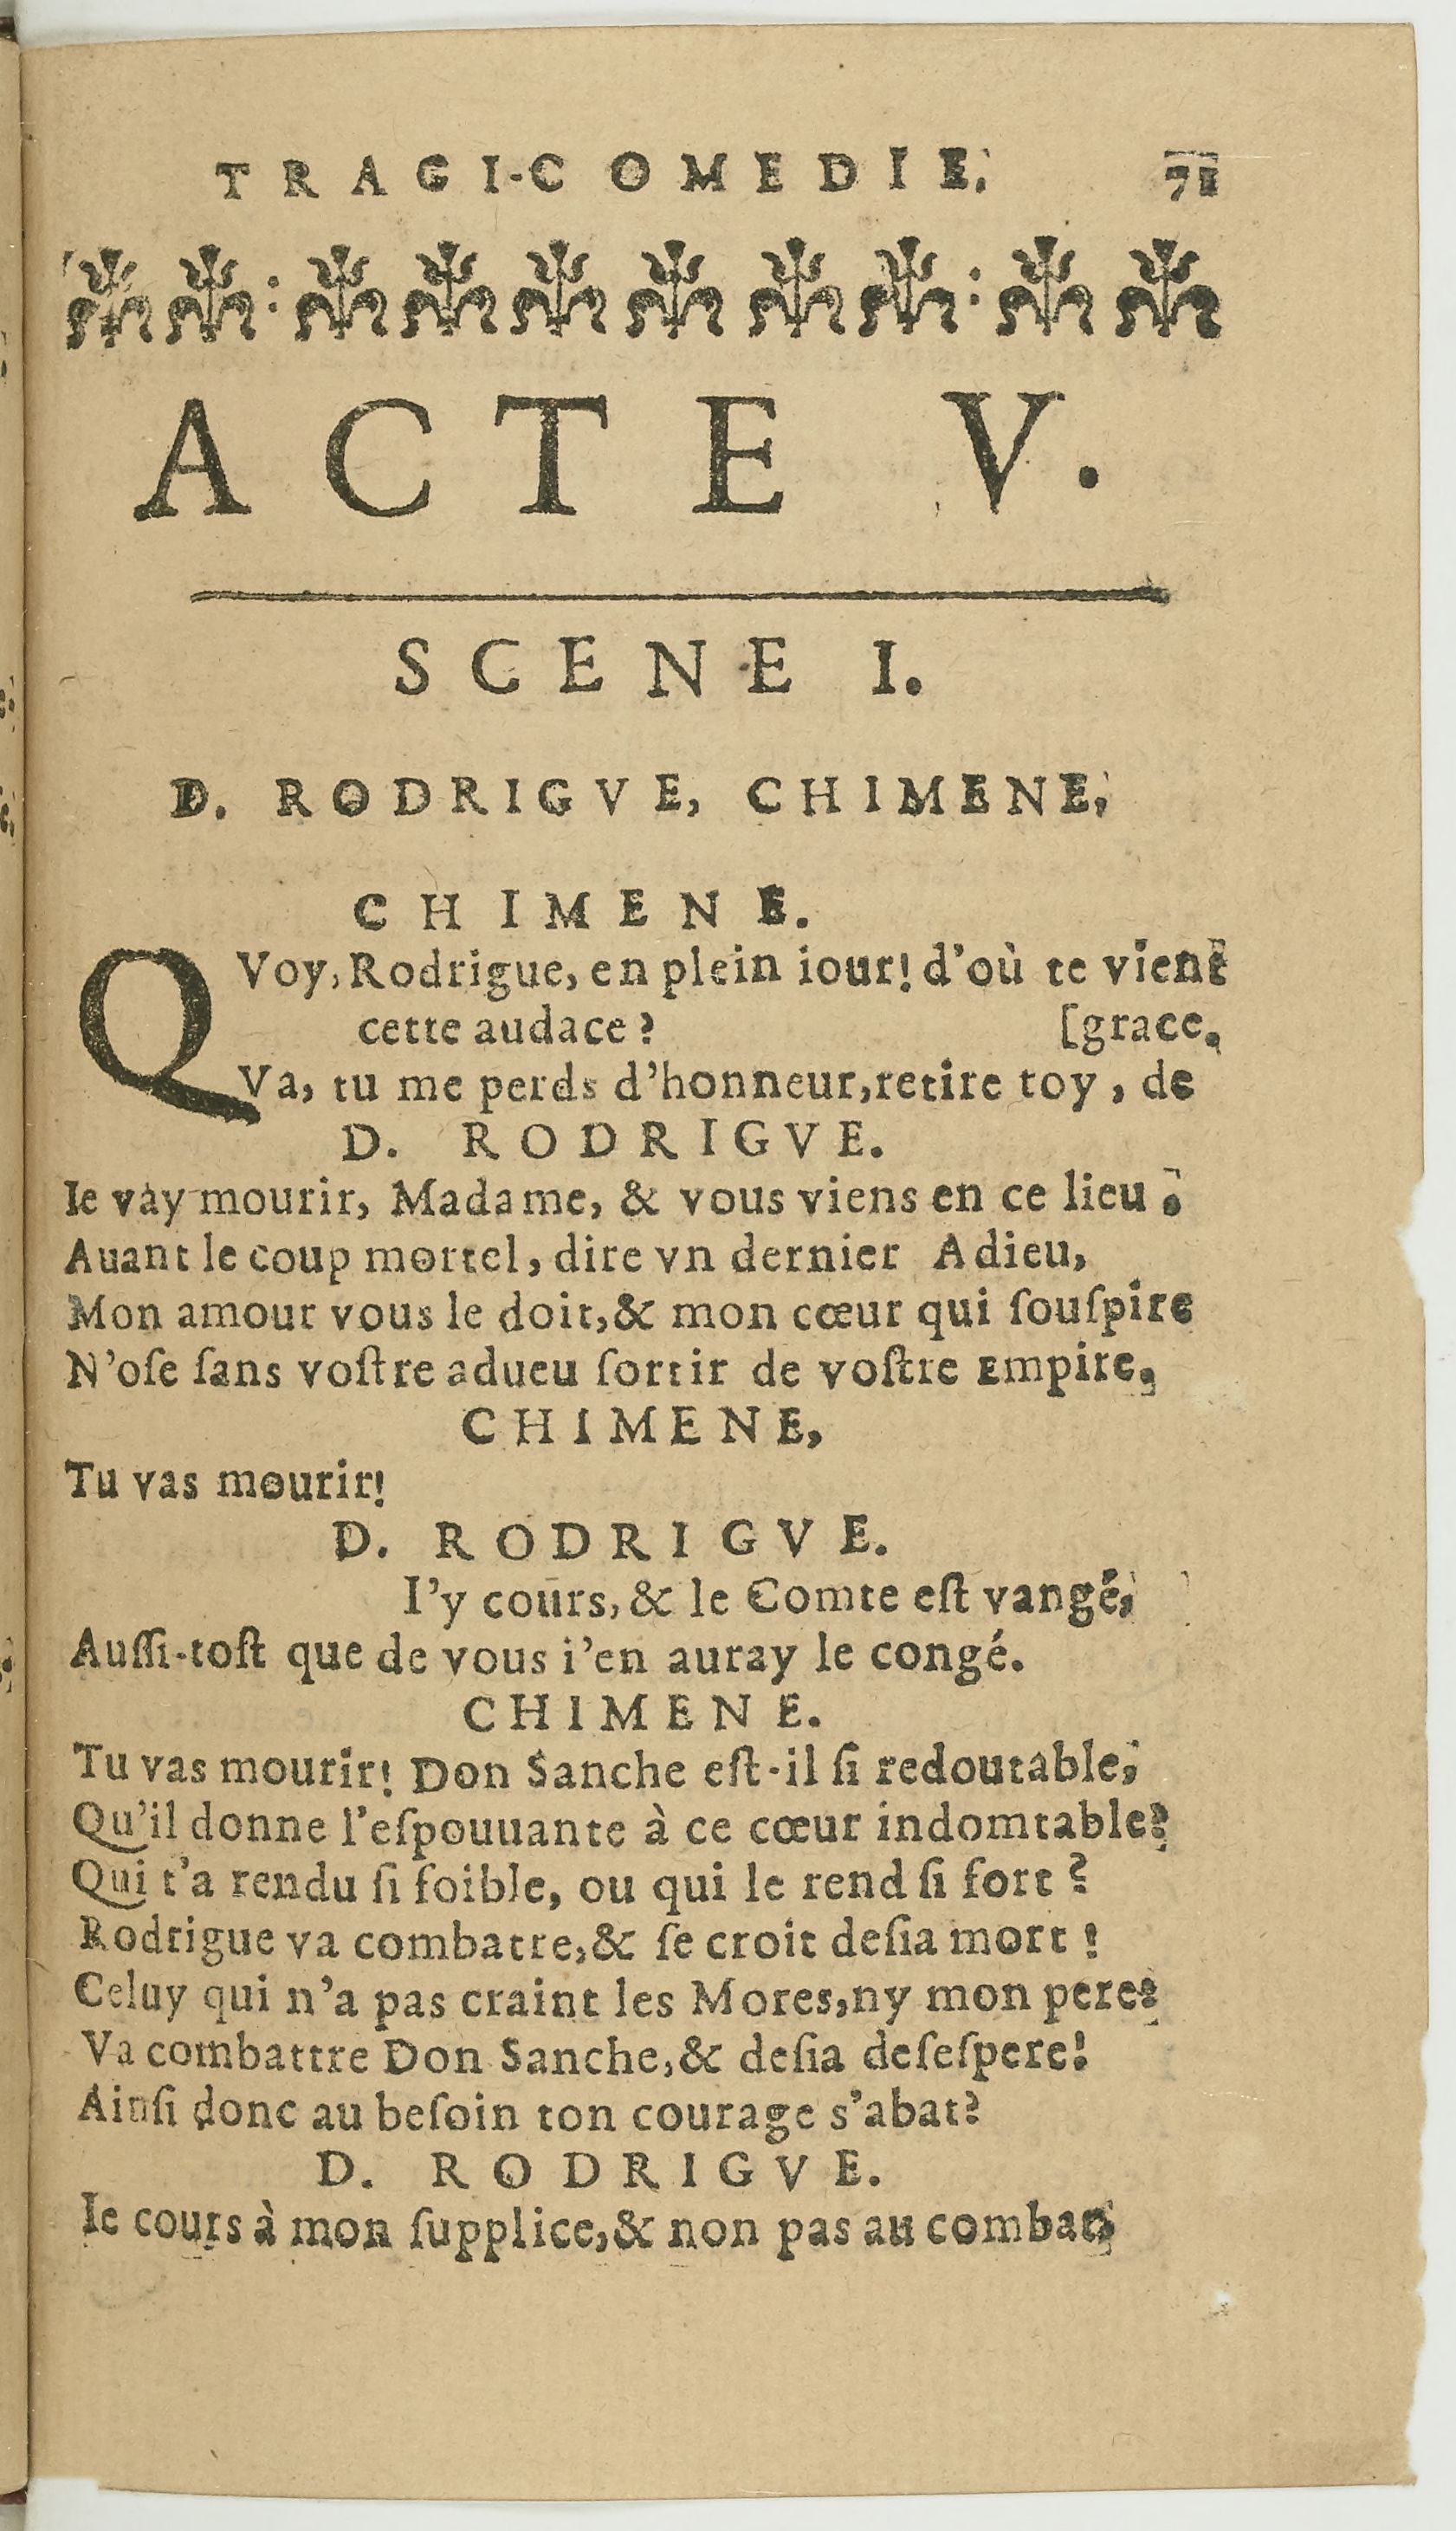 TRAGI-COMEDIE. 71
ACTE V.
SCENE I.
D. RODRIGVE, CHIMENE,
CHIMENE.
QVoy, Rodrigue, en plein iour! d'où te vient
cette audace? [grace.
Va, tu me perds d'honneur, retire toy, de
D. RODRIGVE.
Ie vay mourir, Madame, & vous viens en ce lieu,
Auant le coup mortel, dire vn dernier Adieu,
Mon amour vous le doit, & mon cœur qui ſouſpire
N'oſe ſans voſtre adueu ſortir de voſtre Empire.
CHIMENE,
Tu vas mourir!
D. RODRIGVE.
I'y cours, & le Comte eſt vangé,
Auſſi-toſt que de vous i'en auray le congé.
CHIMENE.
Tu vas mourir! Don Sanche eſt-il ſi redoutable,
Qu'il donne l'eſpouuante à ce cœur indomtable?
Qui t'a rendu ſi foible, ou qui le rend ſi fort?
Rodrigue va combatre, & ſe croit deſia mort!
Celuy qui n'a pas craint les Mores, ny mon pere,
Va combattre Don Sanche, & deſia deſeſpere!
Ainſi donc au beſoin ton courage s'abat?
D. RODRIGVE.
Ie cours à mon ſupplice, & non pas au combat,